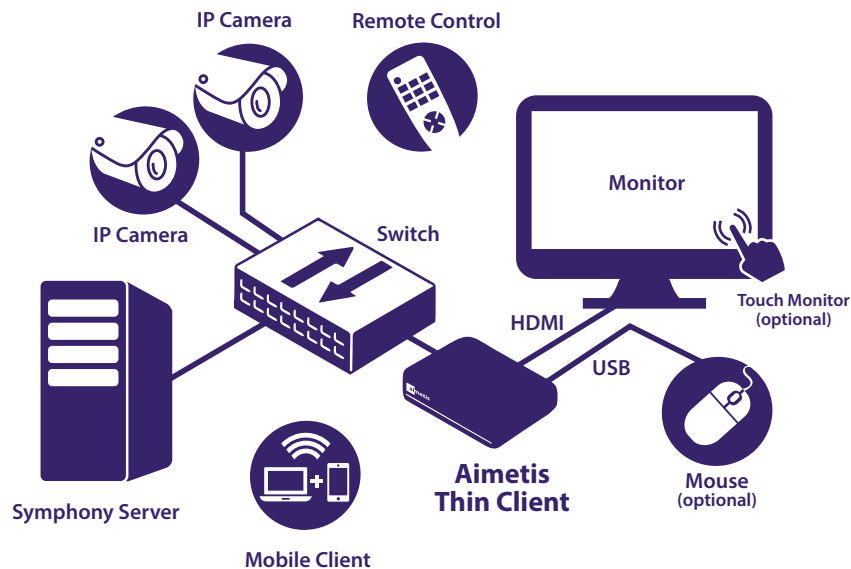 IP Camera
Remote Control
Monitor
IP Camera
Switch
Touch Monitor
(optional)
HDMI
USB
aimetis
Aimetis
Thin Client
Mouse
(optional)
Symphony Server
Mobile Client